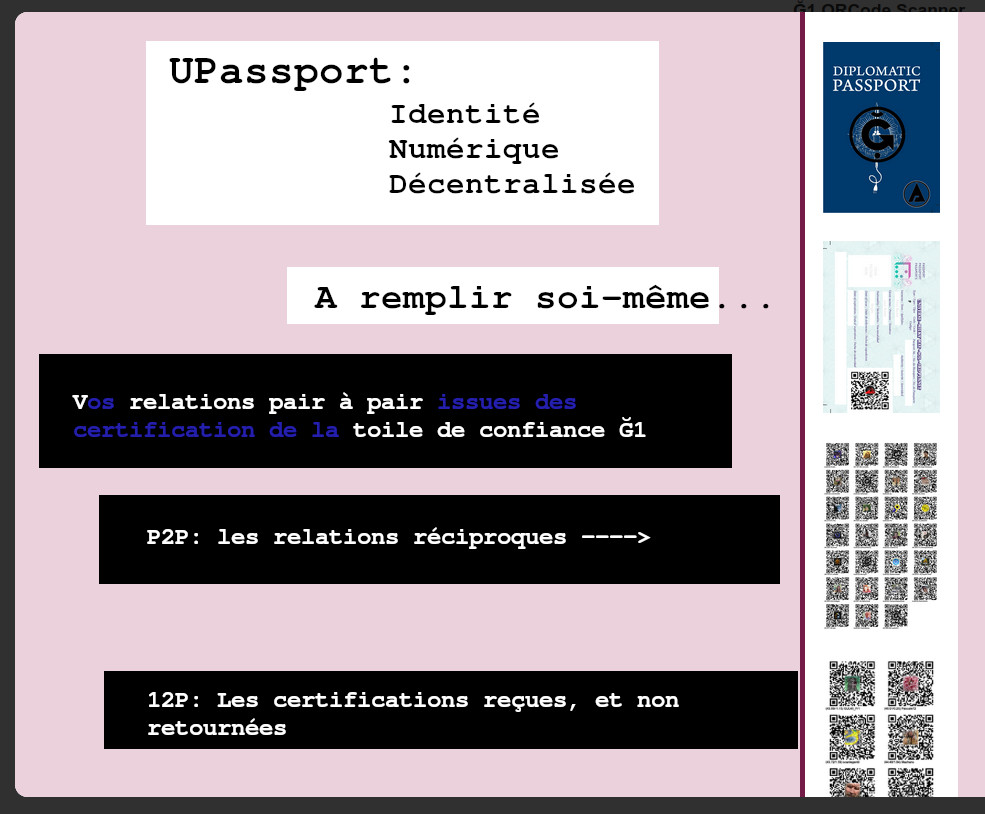 Ğ1 QRCode Scanner
UPassport:
Identité
Numérique
Décentralisée
A remplir soi-même...
Vos relations pair à pair issues des
certification de la toile de confiance Ğ1
P2P: les relations réciproques ---->
12P: Les certifications reçues, et non
retournées
DIPLOMATIC
PASSPORT